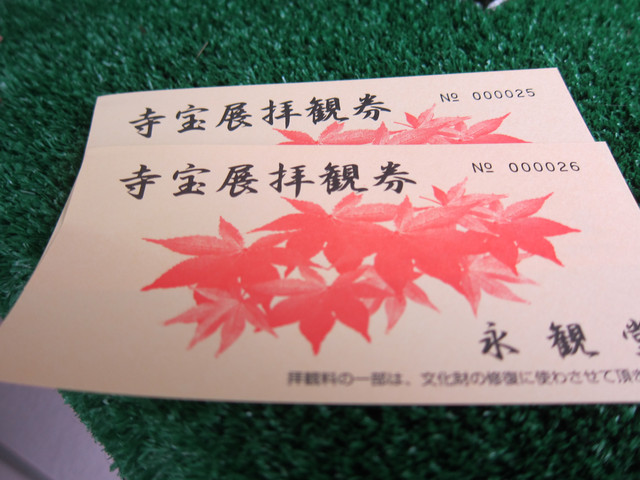 寺宝展拝観券
№ 000025
寺宝展拝観券
№ 000026
永観堂
拝観料の一部は、文化財の修復に使わさせて頂き